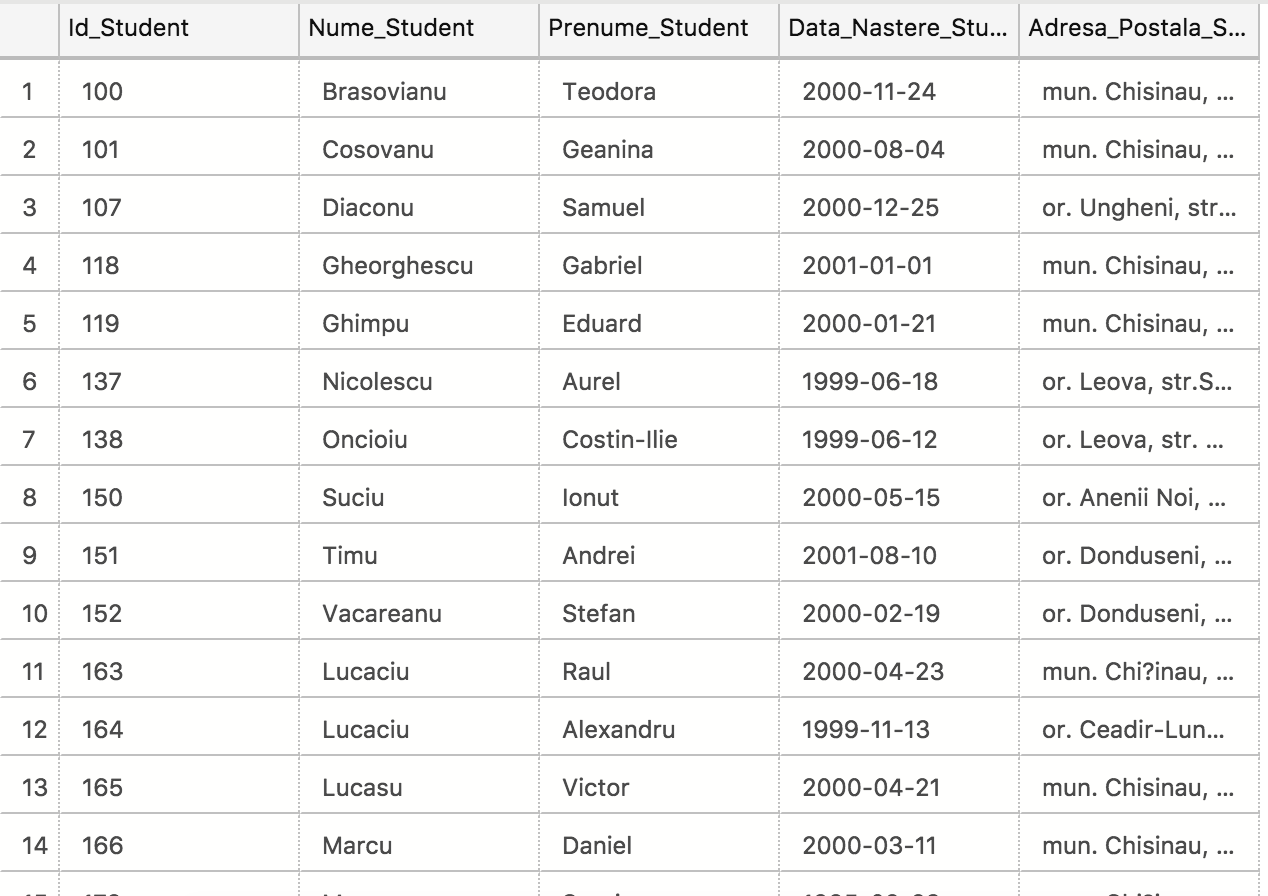 Id_Student Nume_Student Prenume_Student Data_Nastere_Stu... Adresa_Postala_S...
1 100 Brasovianu Teodora 2000-11-24 mun. Chisinau, ...
2 101 Cosovanu Geanina 2000-08-04 mun. Chisinau, ...
3 107 Diaconu Samuel 2000-12-25 or. Ungheni, str...
4 118 Gheorghescu Gabriel 2001-01-01 mun. Chisinau, ...
5 119 Ghimpu Eduard 2000-01-21 mun. Chisinau, ...
6 137 Nicolescu Aurel 1999-06-18 or. Leova, str.S...
7 138 Oncioiu Costin-Ilie 1999-06-12 or. Leova, str. ...
8 150 Suciu Ionut 2000-05-15 or. Anenii Noi, ...
9 151 Timu Andrei 2001-08-10 or. Donduseni, ...
10 152 Vacareanu Stefan 2000-02-19 or. Donduseni, ...
11 163 Lucaciu Raul 2000-04-23 mun. Chi?inau, ...
12 164 Lucaciu Alexandru 1999-11-13 or. Ceadir-Lun...
13 165 Lucasu Victor 2000-04-21 mun. Chisinau, ...
14 166 Marcu Daniel 2000-03-11 mun. Chisinau, ...